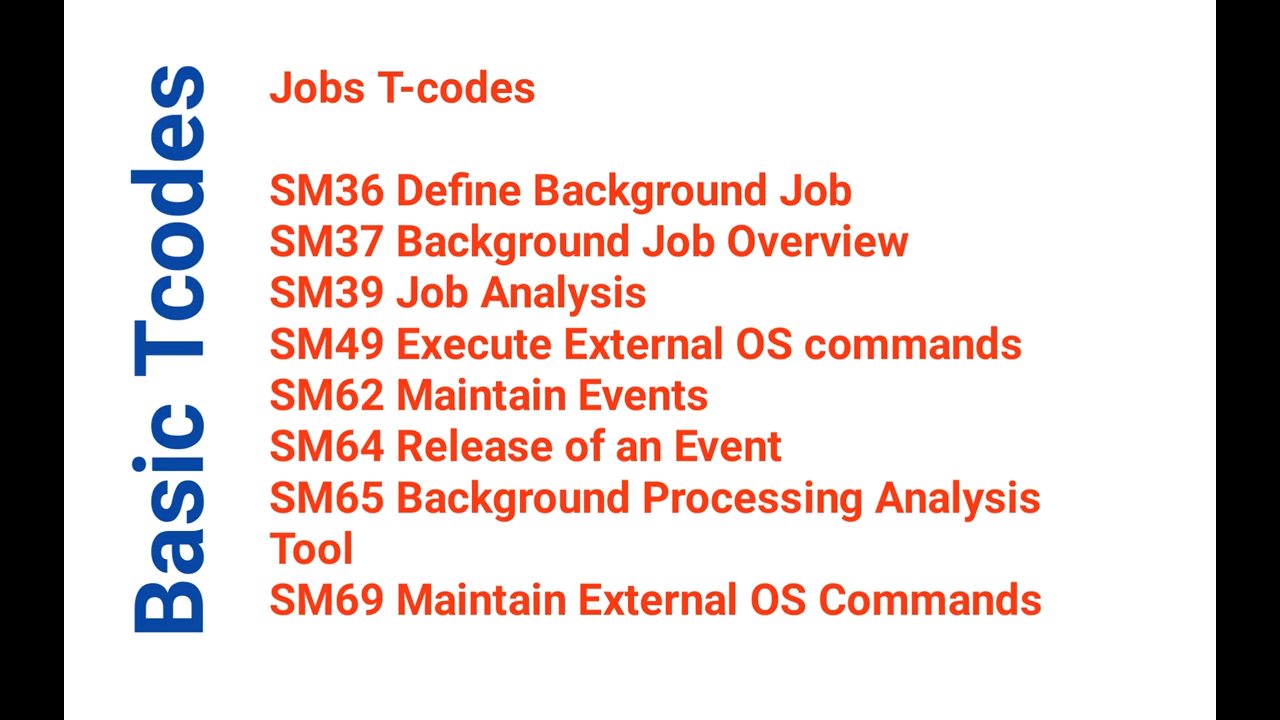 Basic Tcodes
Jobs T-codes
SM36 Define Background Job
SM37 Background Job Overview
SM39 Job Analysis
SM49 Execute External OS commands
SM62 Maintain Events
SM64 Release of an Event
SM65 Background Processing Analysis
Tool
SM69 Maintain External OS Commands